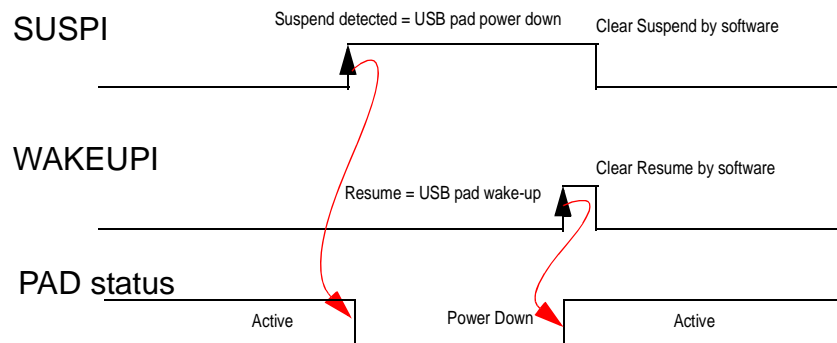 SUSPI
Suspend detected = USB pad power down
Clear Suspend by software
WAKEUPI
Clear Resume by software
Resume = USB pad wake-up
PAD status
Active
Power Down
Active